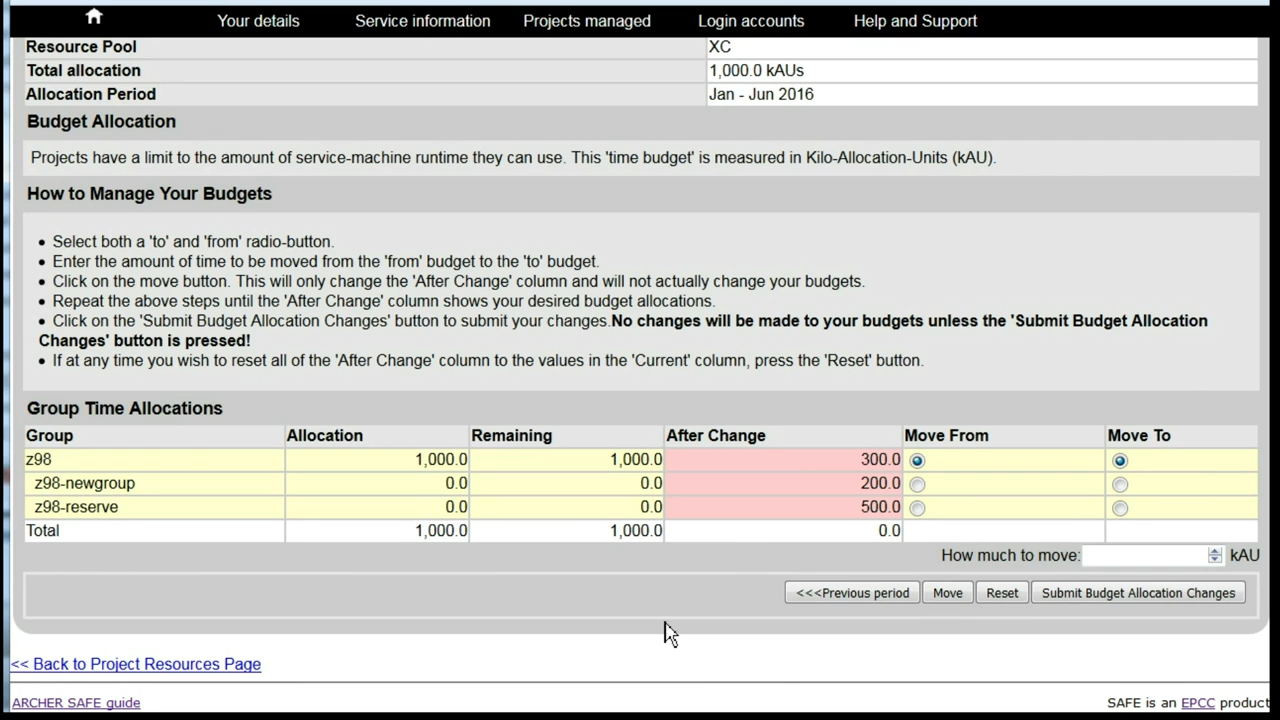 Your details Service information Projects managed Login accounts Help and Support
Resource Pool XC
Total allocation 1,000.0 kAUs
Allocation Period Jan - Jun 2016
Budget Allocation
Projects have a limit to the amount of service-machine runtime they can use. This 'time budget' is measured in Kilo-Allocation-Units (kAU).
How to Manage Your Budgets
• Select both a 'to' and 'from' radio-button.
• Enter the amount of time to be moved from the 'from' budget to the 'to' budget.
• Click on the move button. This will only change the 'After Change' column and will not actually change your budgets.
• Repeat the above steps until the 'After Change' column shows your desired budget allocations.
• Click on the 'Submit Budget Allocation Changes' button to submit your changes.No changes will be made to your budgets unless the 'Submit Budget Allocation
Changes' button is pressed!
• If at any time you wish to reset all of the 'After Change' column to the values in the 'Current' column, press the 'Reset' button.
Group Time Allocations
Group Allocation Remaining After Change Move From Move To
z98 1,000.0 1,000.0 300.0
z98-newgroup 0.0 0.0 200.0
z98-reserve 0.0 0.0 500.0
Total 1,000.0 1,000.0 0.0
How much to move: kAU
<<<Previous period Move Reset Submit Budget Allocation Changes
<< Back to Project Resources Page
ARCHER SAFE guide SAFE is an EPCC product